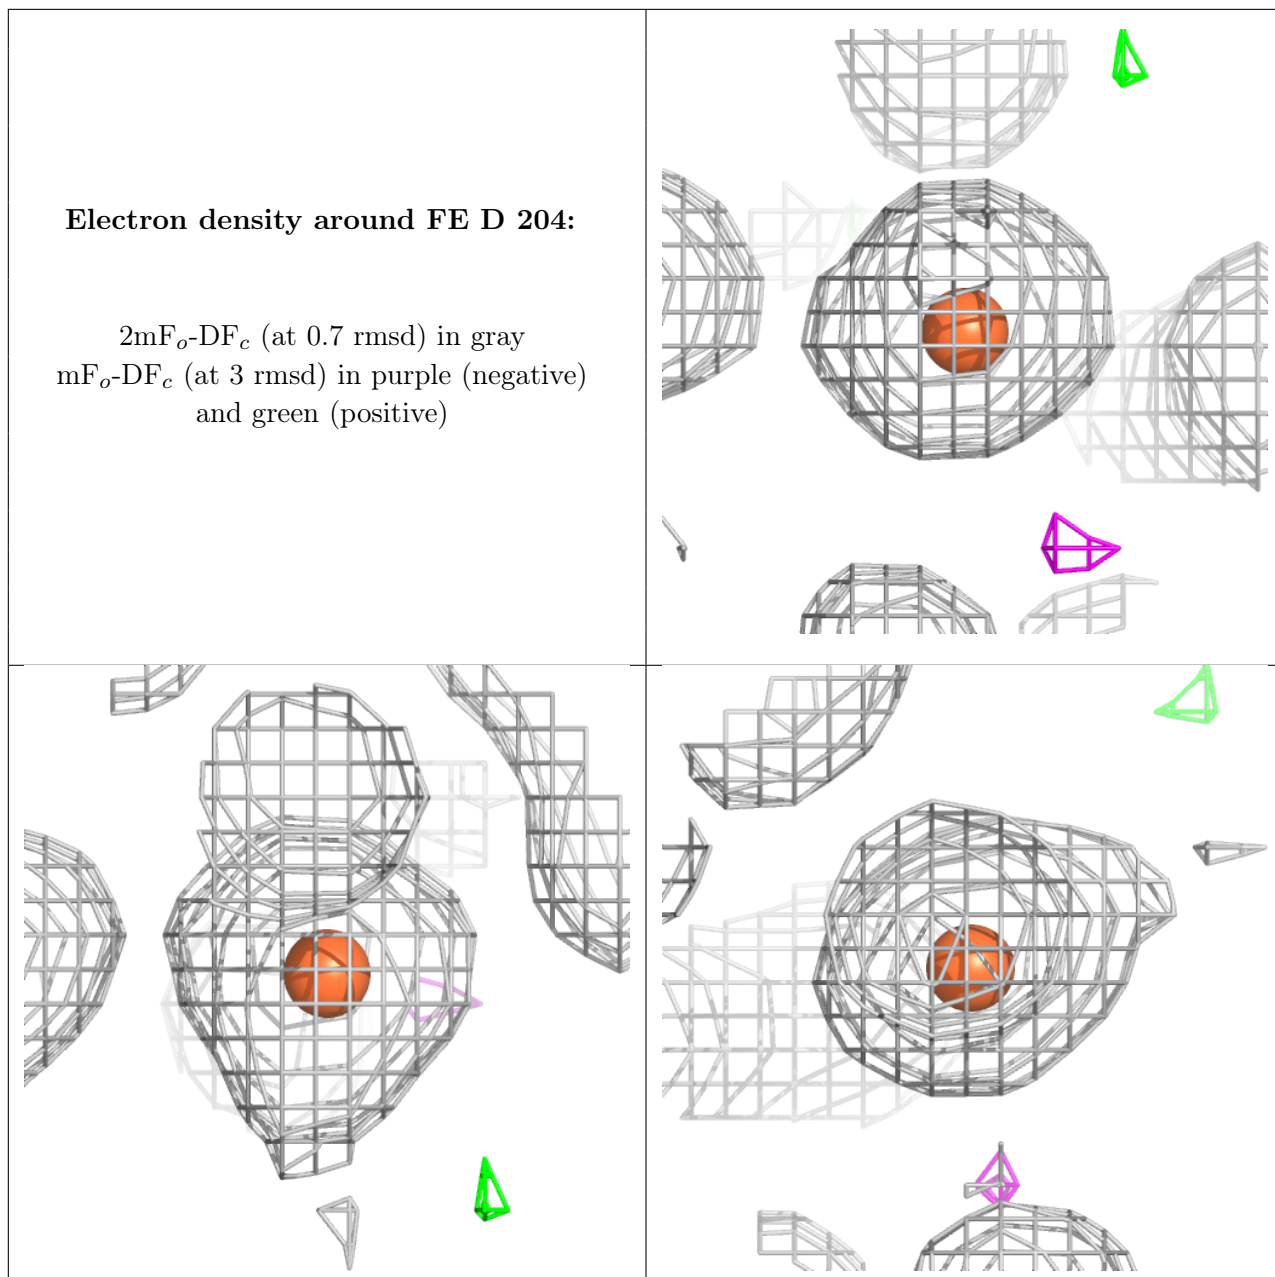 Electron density around FE D 204:
2mFo-DFc (at 0.7 rmsd) in gray
mFo-DFc (at 3 rmsd) in purple (negative)
and green (positive)